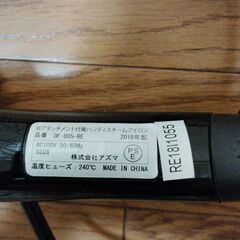 Wアタッチメント付属ハンディスチームアイロン
品番 DF-005-RE 2018年製
AC100V 50/60Hz
880W
株式会社アズマ
温度ヒューズ:240℃ MADE IN CHINA
PS
E
RE18I1055